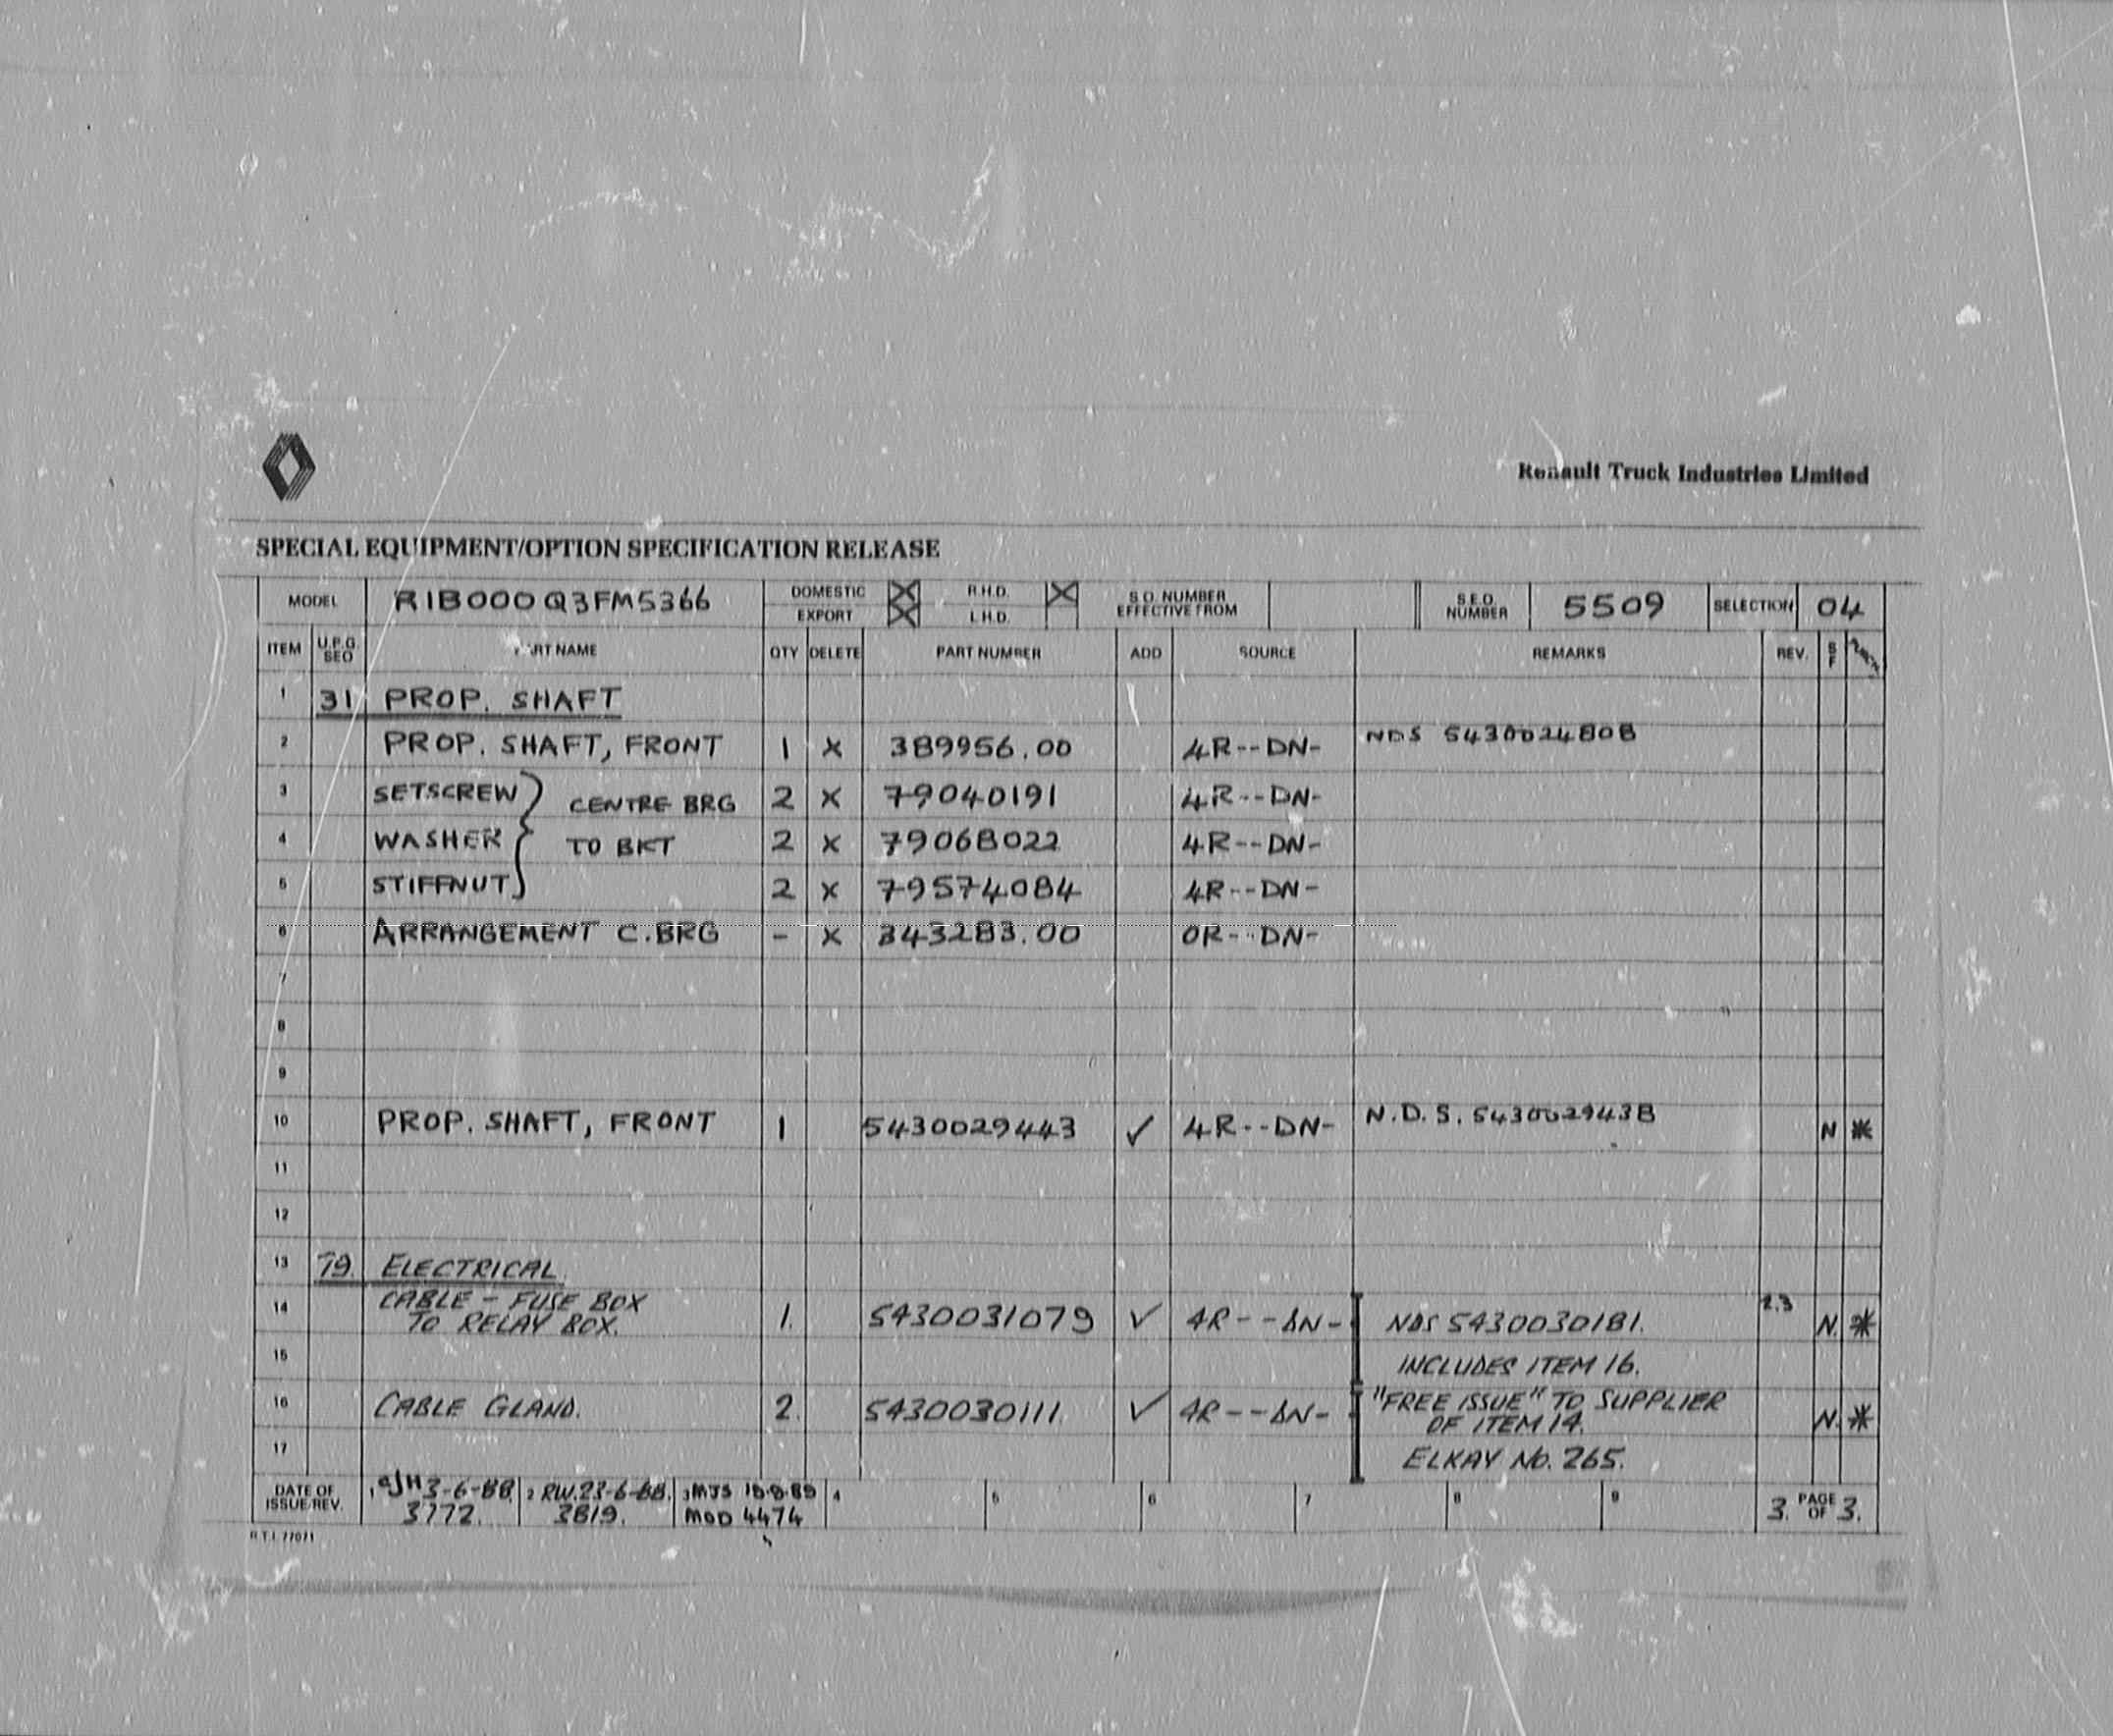 Renault Truck Industries Limited
SPECIAL EQUIPMENT/OPTION SPECIFICATION RELEASE
MODEL R1B000Q3FM5366 DOMESTIC X R.H.D. X S.O. NUMBER EFFECTIVE FROM S.E.O. NUMBER 5509 SELECTION 04
EXPORT X L.H.D.
ITEM U.P.G. SEQ PART NAME QTY DELETE PART NUMBER ADD SOURCE REMARKS REV. S F
1 31 PROP. SHAFT
2 PROP. SHAFT, FRONT 1 X 389956.00 4R--DN- NDS 5430024808
3 SETSCREW } CENTRE BRG 2 X 79040191 4R--DN-
4 WASHER } TO BKT 2 X 79068022 4R--DN-
5 STIFFNUT } 2 X 79574084 4R--DN-
6 ARRANGEMENT C.BRG - X 343283.00 0R--DN-
7
8
9
10 PROP. SHAFT, FRONT 1 5430029443 ✓ 4R--DN- N.D.S. 5430029438 N *
11
12
13 79. ELECTRICAL
14 CABLE - FUSE BOX TO RELAY BOX. 1. 5430031079 ✓ 4R--DN- NDS 5430030181. 2.3 N. *
15 INCLUDES ITEM 16.
16 CABLE GLAND. 2. 5430030111. ✓ 4R--DN- "FREE ISSUE" TO SUPPLIER OF ITEM 14. N. *
17 ELKAY No. 265.
DATE OF ISSUE/REV. 1 3-6-88. 3772. 2 RW. 23-6-88. 3819. 3 MJS MOD 4474 4 5 6 7 8 9 3. PAGE OF 3.
R.T.I. 77071